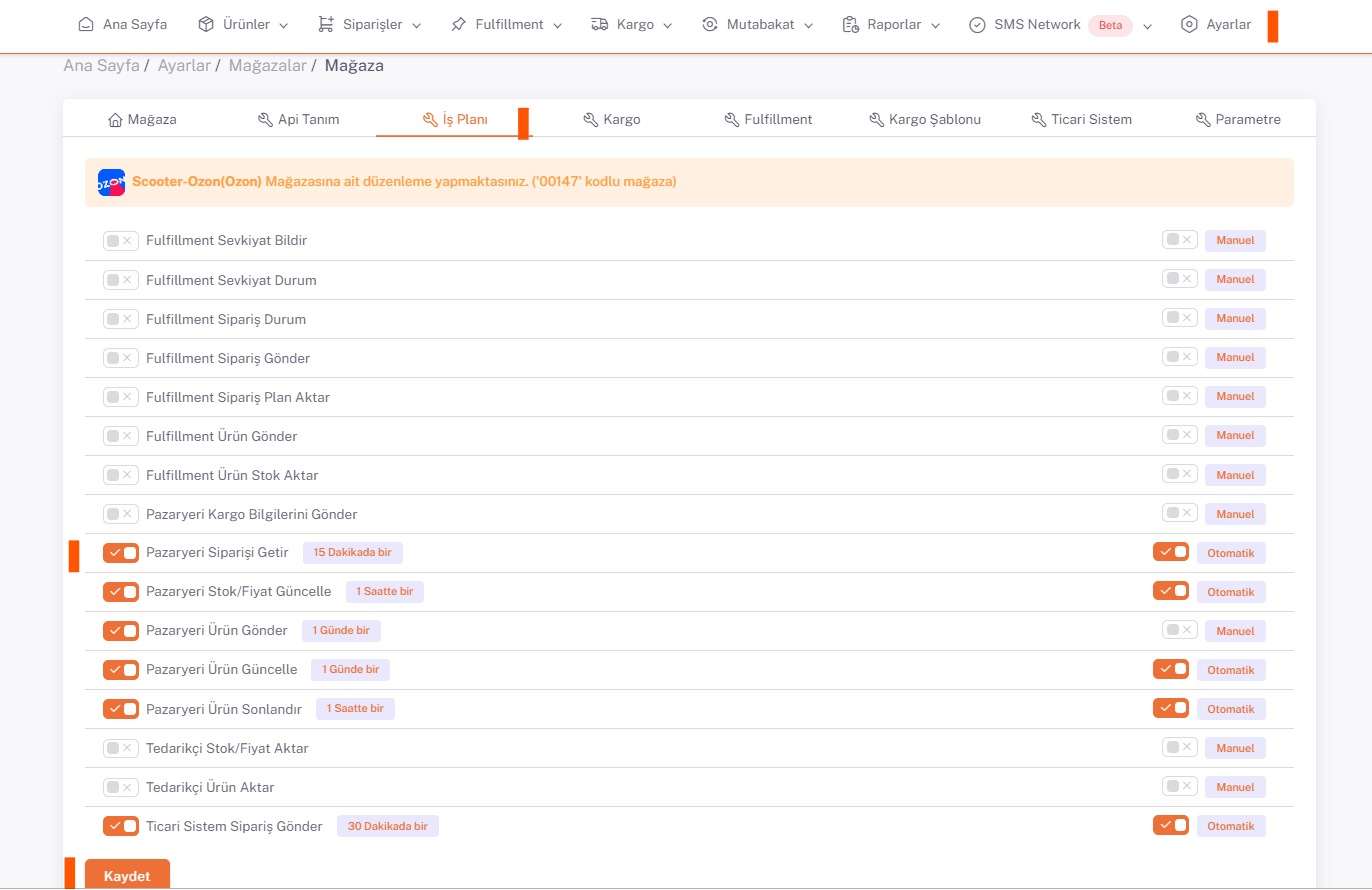 Ana Sayfa Ürünler Siparişler Fulfillment Kargo Mutabakat Raporlar SMS Network Beta Ayarlar
Ana Sayfa / Ayarlar / Mağazalar / Mağaza
Mağaza Api Tanım İş Planı Kargo Fulfillment Kargo Şablonu Ticari Sistem Parametre
OZON Scooter-Ozon(Ozon) Mağazasına ait düzenleme yapmaktasınız. ('00147' kodlu mağaza)
Fulfillment Sevkiyat Bildir Manuel
Fulfillment Sevkiyat Durum Manuel
Fulfillment Sipariş Durum Manuel
Fulfillment Sipariş Gönder Manuel
Fulfillment Sipariş Plan Aktar Manuel
Fulfillment Ürün Gönder Manuel
Fulfillment Ürün Stok Aktar Manuel
Pazaryeri Kargo Bilgilerini Gönder Manuel
Pazaryeri Siparişi Getir 15 Dakikada bir Otomatik
Pazaryeri Stok/Fiyat Güncelle 1 Saatte bir Otomatik
Pazaryeri Ürün Gönder 1 Günde bir Manuel
Pazaryeri Ürün Güncelle 1 Günde bir Otomatik
Pazaryeri Ürün Sonlandır 1 Saatte bir Otomatik
Tedarikçi Stok/Fiyat Aktar Manuel
Tedarikçi Ürün Aktar Manuel
Ticari Sistem Sipariş Gönder 30 Dakikada bir Otomatik
Kaydet